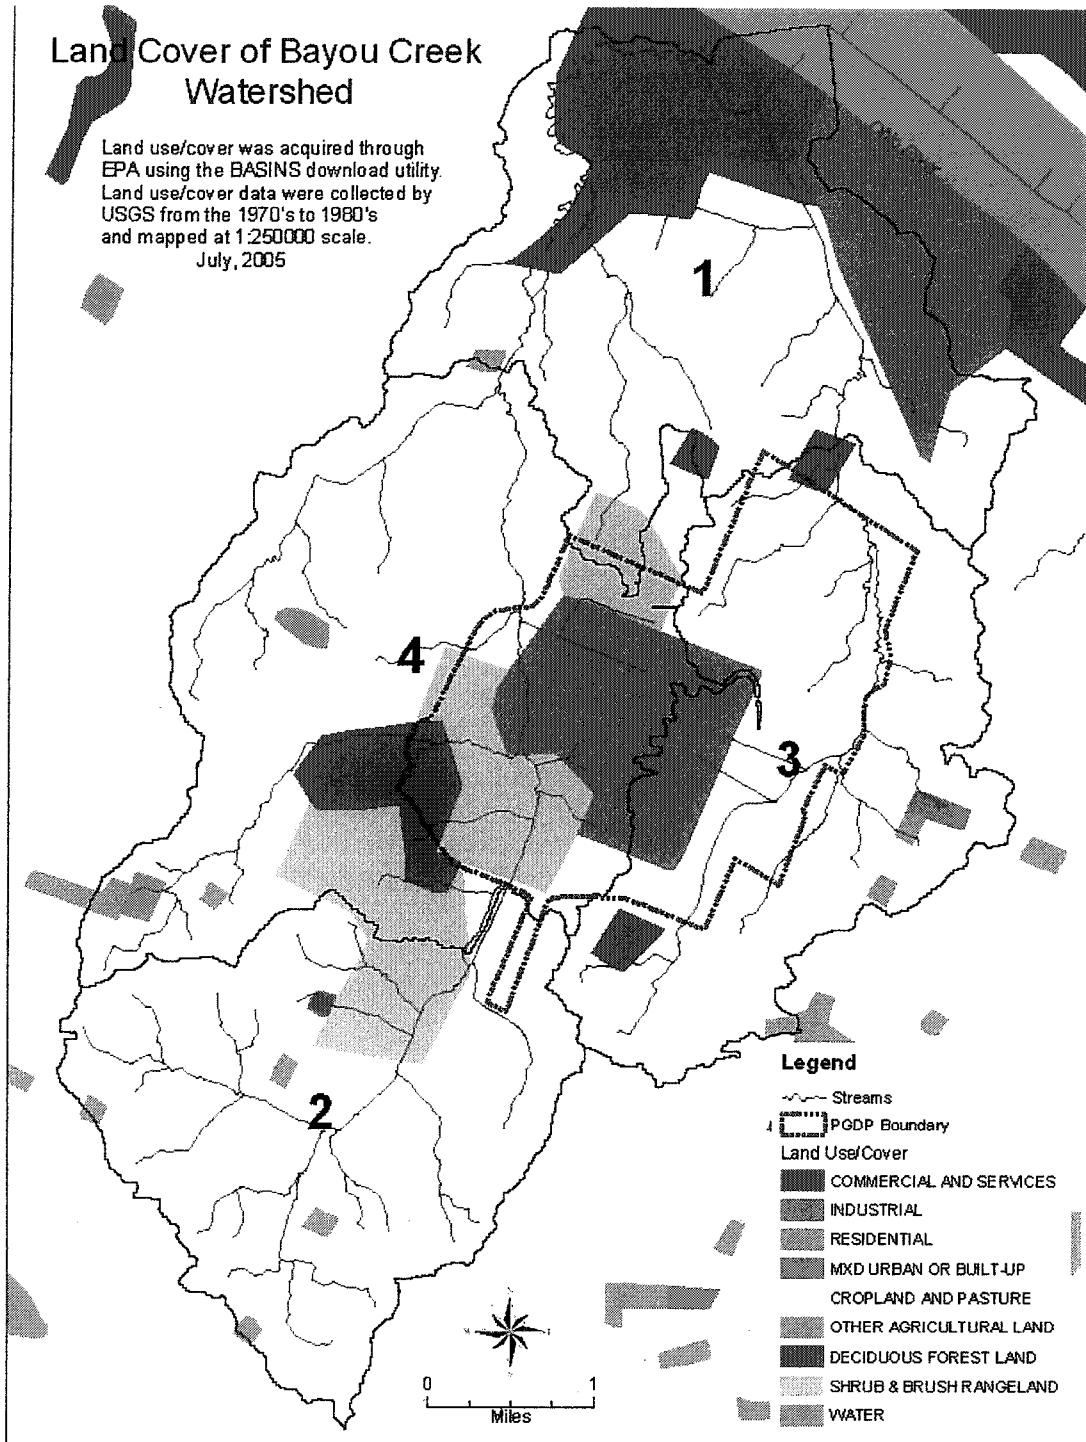 Land Cover of Bayou Creek
Watershed
Land use/cover was acquired through
EPA using the BASINS download utility.
Land use/cover data were collected by
USGS from the 1970's to 1980's
and mapped at 1:250000 scale.
July, 2005
1
4
3
2
Legend
Streams
PGDP Boundary
Land Use/Cover
COMMERCIAL AND SERVICES
INDUSTRIAL
RESIDENTIAL
MXD URBAN OR BUILT-UP
CROPLAND AND PASTURE
OTHER AGRICULTURAL LAND
DECIDUOUS FOREST LAND
SHRUB & BRUSH RANGELAND
WATER
0 1
Miles